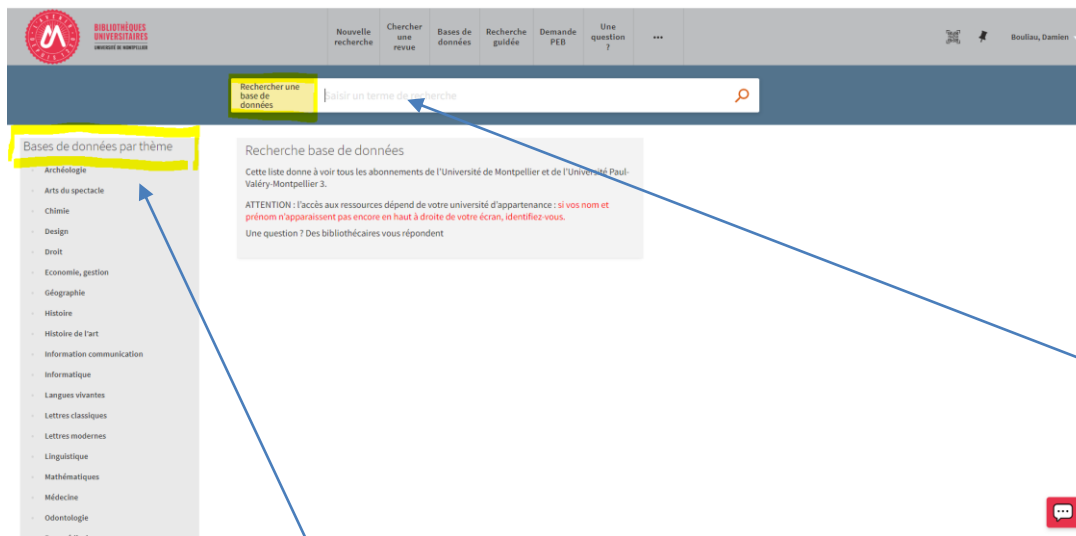 BIBLIOTHÈQUES
UNIVERSITAIRES
UNIVERSITÉ DE MONTPELLIER
Nouvelle
recherche
Chercher
une
revue
Bases de
données
Recherche
guidée
Demande
PEB
Une
question
?
...
Bouliau, Damien
Rechercher une
base de
données
Saisir un terme de recherche
Bases de données par thème
Archéologie
Arts du spectacle
Chimie
Design
Droit
Economie, gestion
Géographie
Histoire
Histoire de l'art
Information communication
Informatique
Langues vivantes
Lettres classiques
Lettres modernes
Linguistique
Mathématiques
Médecine
Odontologie
Recherche base de données
Cette liste donne à voir tous les abonnements de l'Université de Montpellier et de l'Université Paul-
Valéry-Montpellier 3.
ATTENTION : l'accès aux ressources dépend de votre université d'appartenance : si vos nom et
prénom n'apparaissent pas encore en haut à droite de votre écran, identifiez-vous.
Une question ? Des bibliothécaires vous répondent